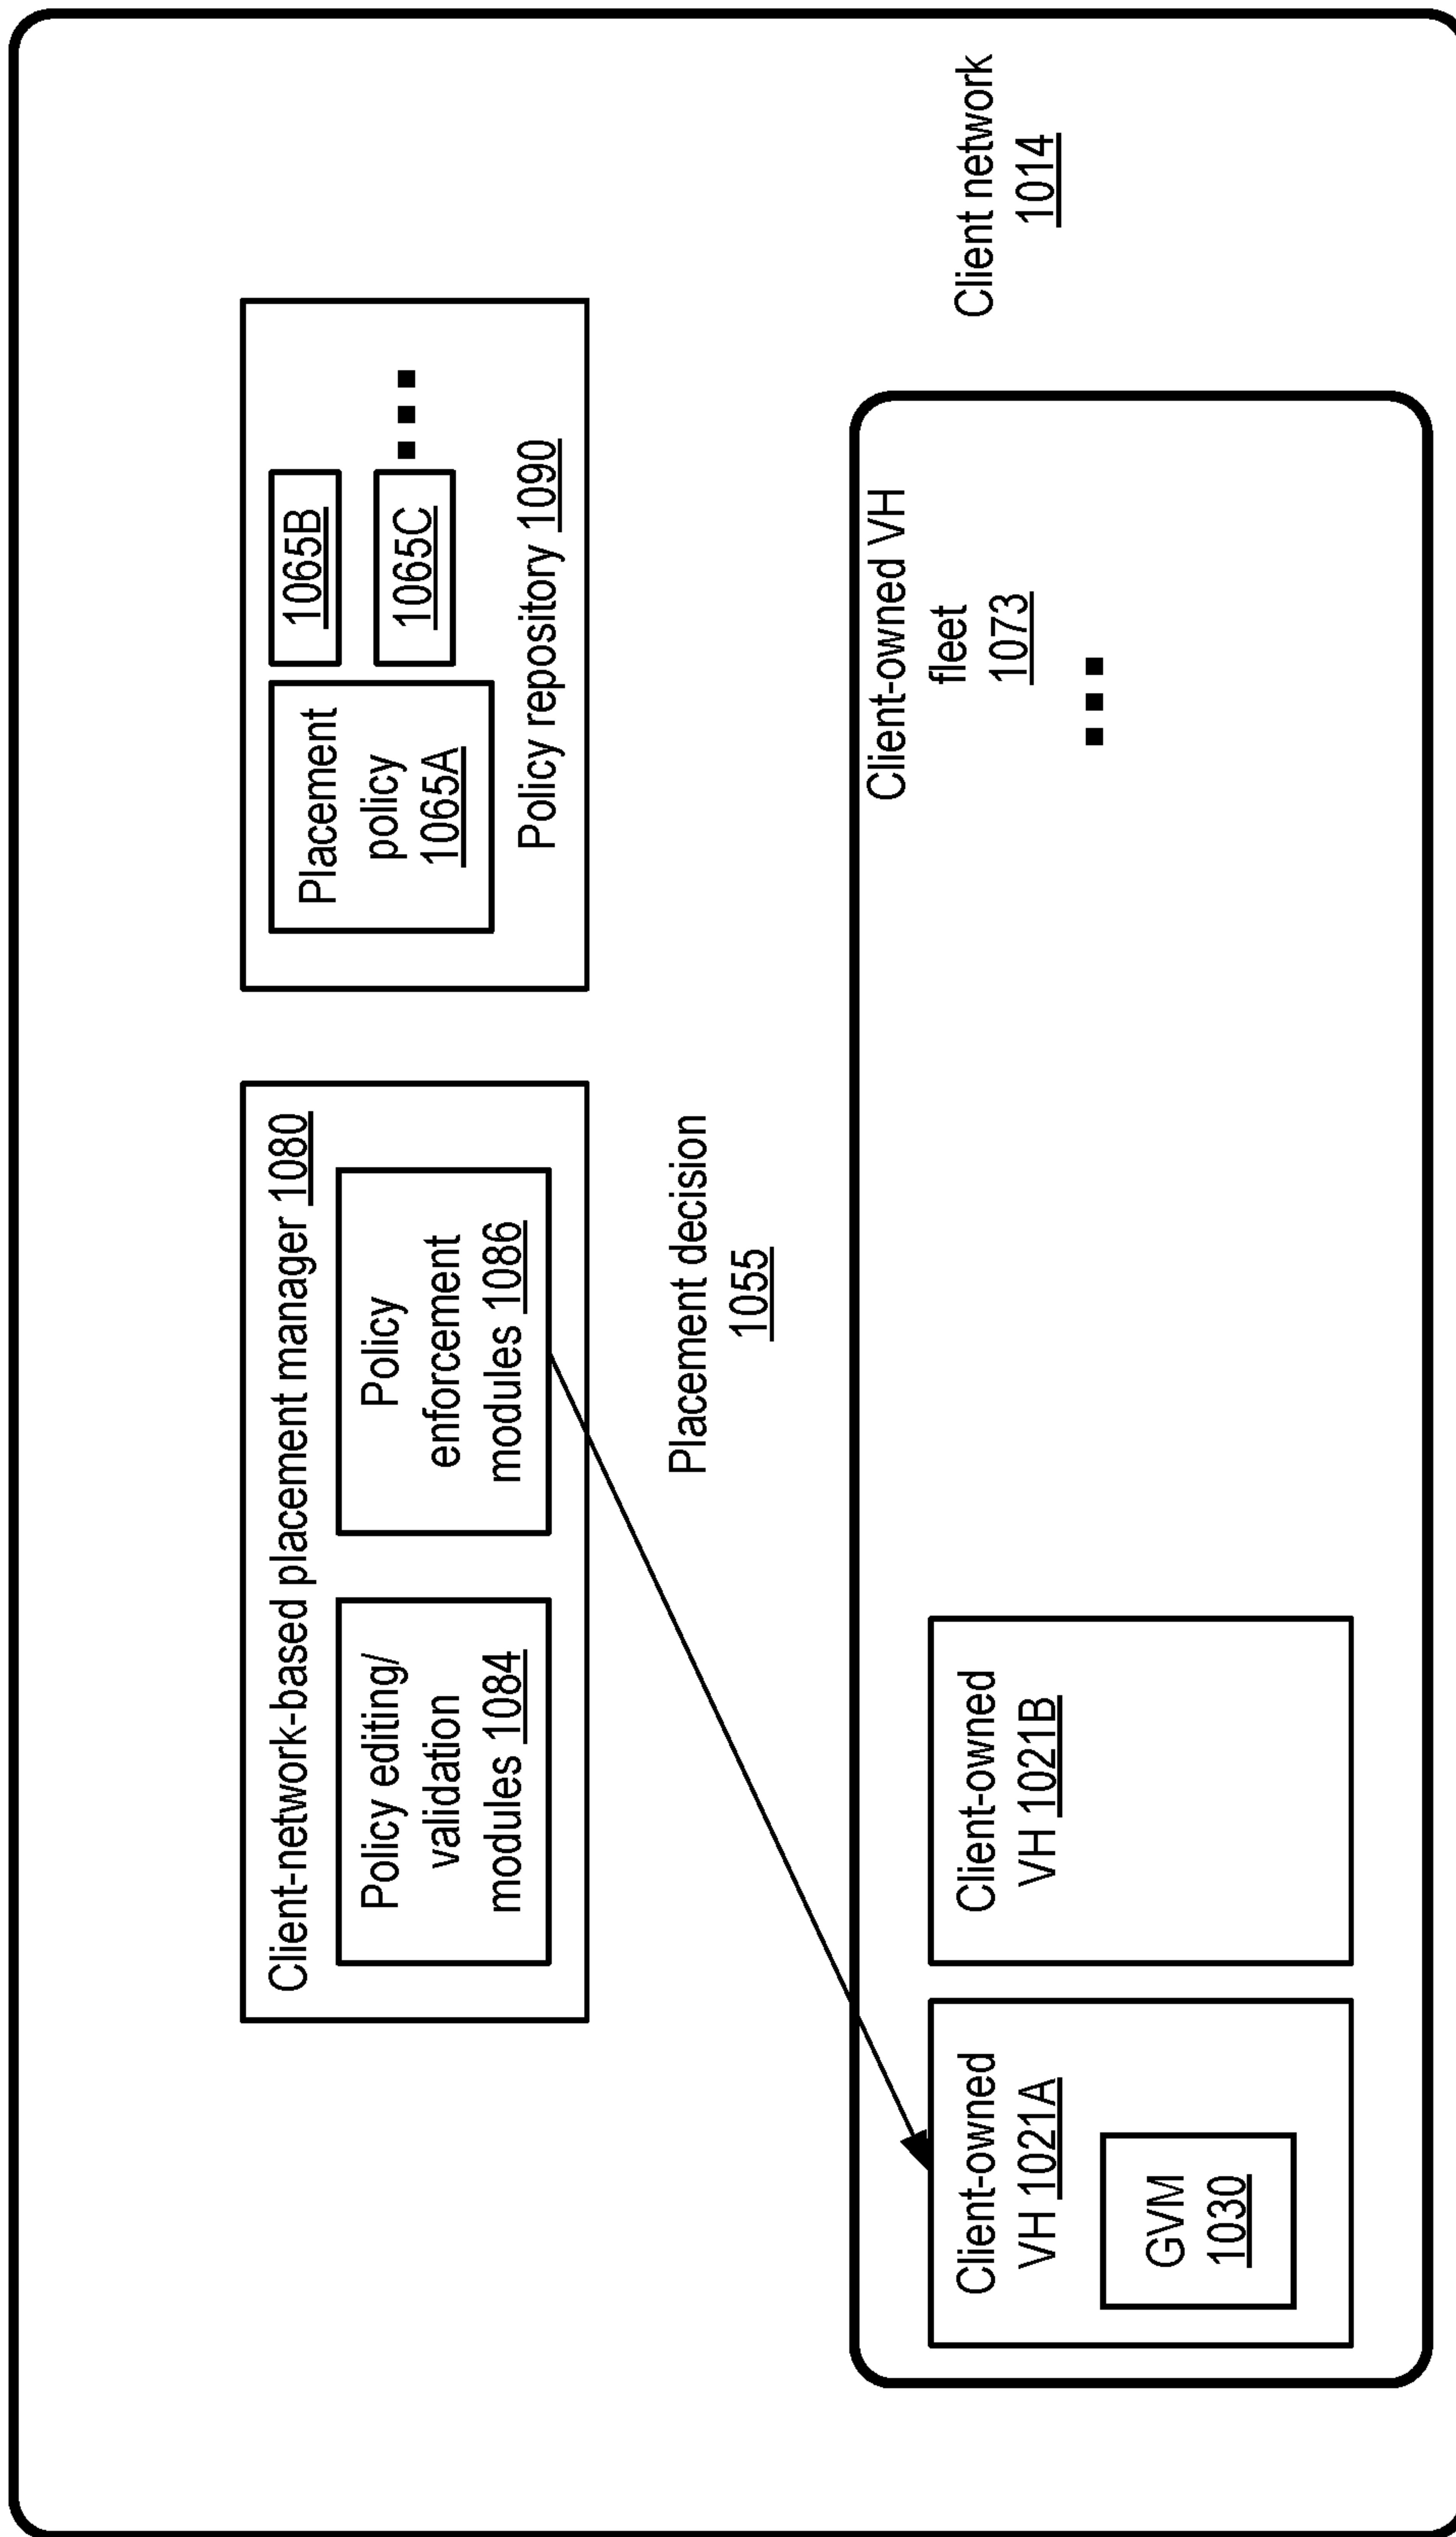 Client-network-based placement manager 1080
Policy editing/
validation
modules 1084
Policy
enforcement
modules 1086
Placement
policy
1065A
1065B
1065C
Policy repository 1090
Placement decision
1055
Client-owned VH
fleet
1073
Client-owned
VH 1021A
GVM
1030
Client-owned
VH 1021B
Client network
1014